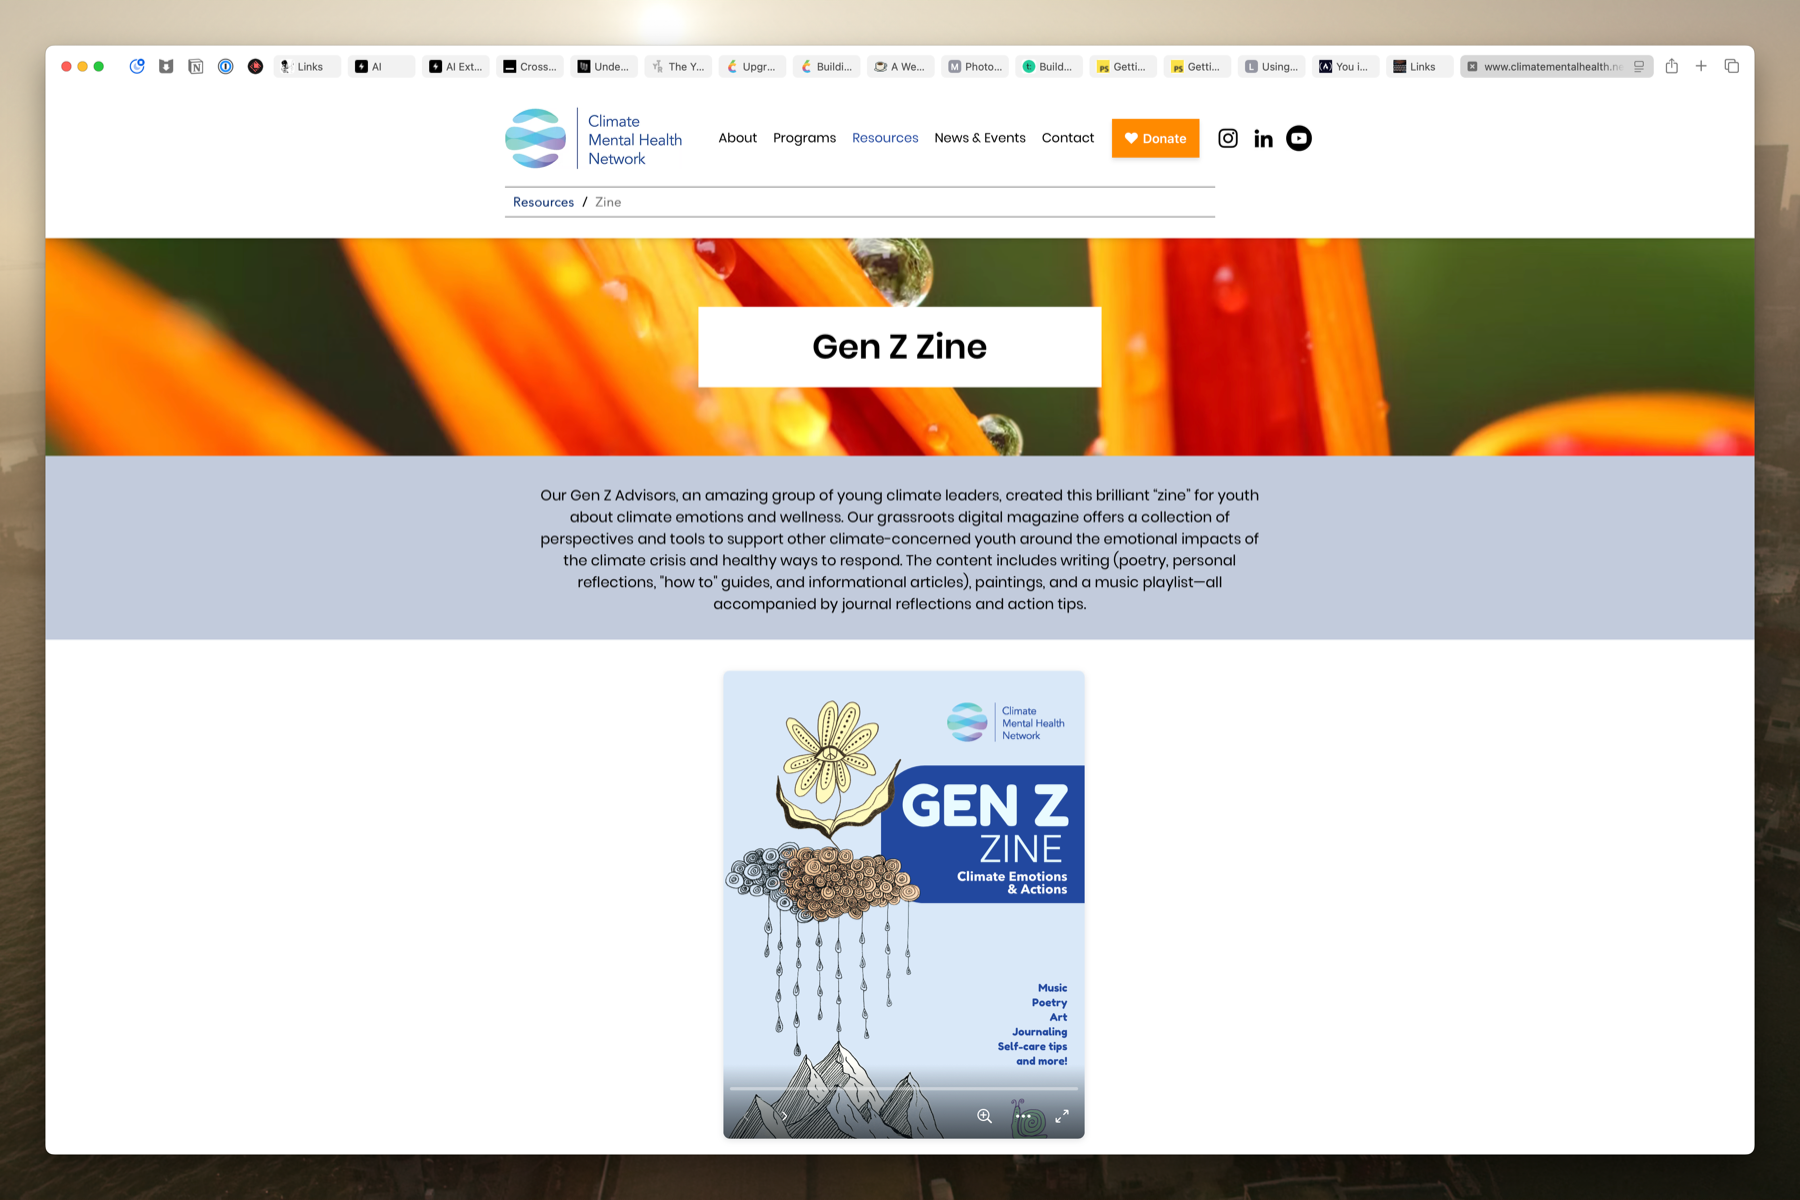 Links
AI
AI Ext...
Cross...
Unde...
The Y...
Upgr...
Buildi...
A We...
Photo...
Build...
Getti...
Getti...
Using...
You i...
Links
www.climatementalhealth.ne
Climate
Mental Health
Network
About
Programs
Resources
News & Events
Contact
Donate
Resources / Zine
Gen Z Zine
Our Gen Z Advisors, an amazing group of young climate leaders, created this brilliant “zine” for youth
about climate emotions and wellness. Our grassroots digital magazine offers a collection of
perspectives and tools to support other climate-concerned youth around the emotional impacts of
the climate crisis and healthy ways to respond. The content includes writing (poetry, personal
reflections, "how to" guides, and informational articles), paintings, and a music playlist—all
accompanied by journal reflections and action tips.
Climate
Mental Health
Network
GEN Z
ZINE
Climate Emotions
& Actions
Music
Poetry
Art
Journaling
Self-care tips
and more!